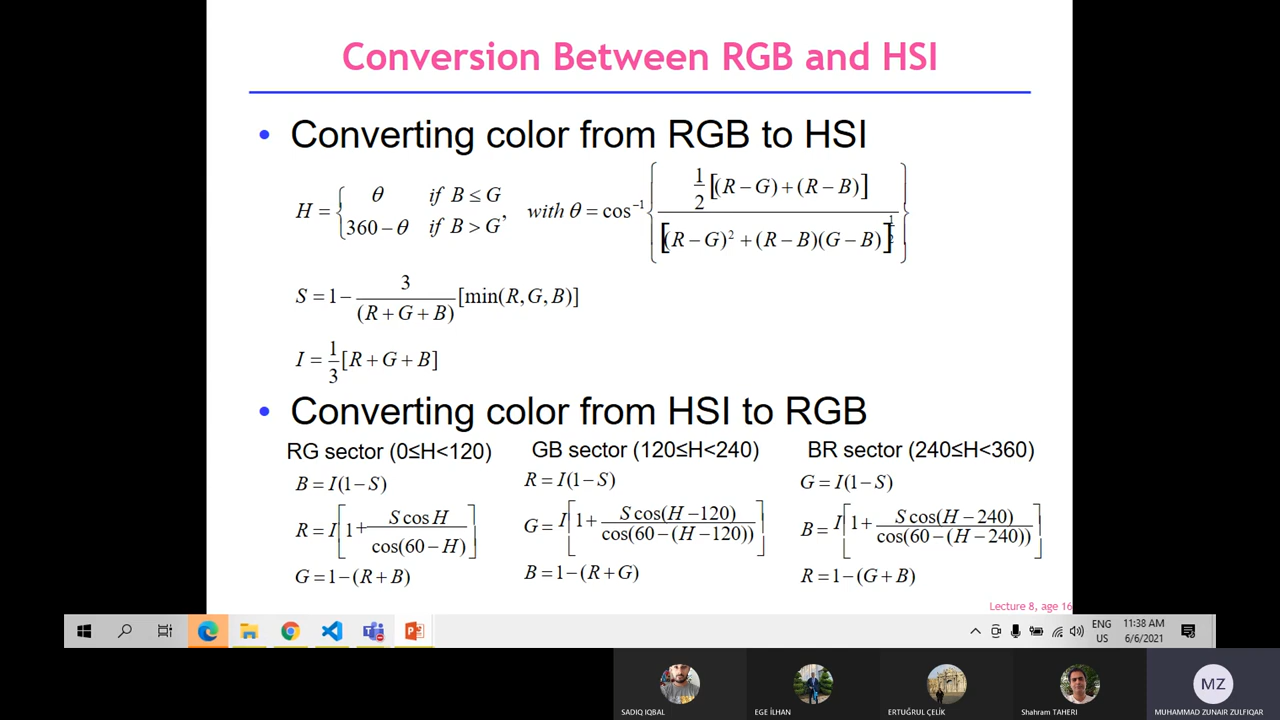 Conversion Between RGB and HSI
• Converting color from RGB to HSI
H = { θ if B ≤ G
360 − θ if B > G , with θ = cos⁻¹ { 1/2 [(R − G) + (R − B)] / [(R − G)² + (R − B)(G − B)]^1/2 }
S = 1 − 3/(R + G + B) [min(R, G, B)]
I = 1/3 [R + G + B]
• Converting color from HSI to RGB
RG sector (0≤H<120)
B = I(1 − S)
R = I[1 + S cos H / cos(60 − H)]
G = 1 − (R + B)
GB sector (120≤H<240)
R = I(1 − S)
G = I[1 + S cos(H − 120) / cos(60 − (H − 120))]
B = 1 − (R + G)
BR sector (240≤H<360)
G = I(1 − S)
B = I[1 + S cos(H − 240) / cos(60 − (H − 240))]
R = 1 − (G + B)
Lecture 8, age 16
ENG
US
11:38 AM
6/6/2021
SADIQ IQBAL
EGE İLHAN
ERTUĞRUL ÇELİK
Shahram TAHERI
MZ
MUHAMMAD ZUNAIR ZULFIQAR